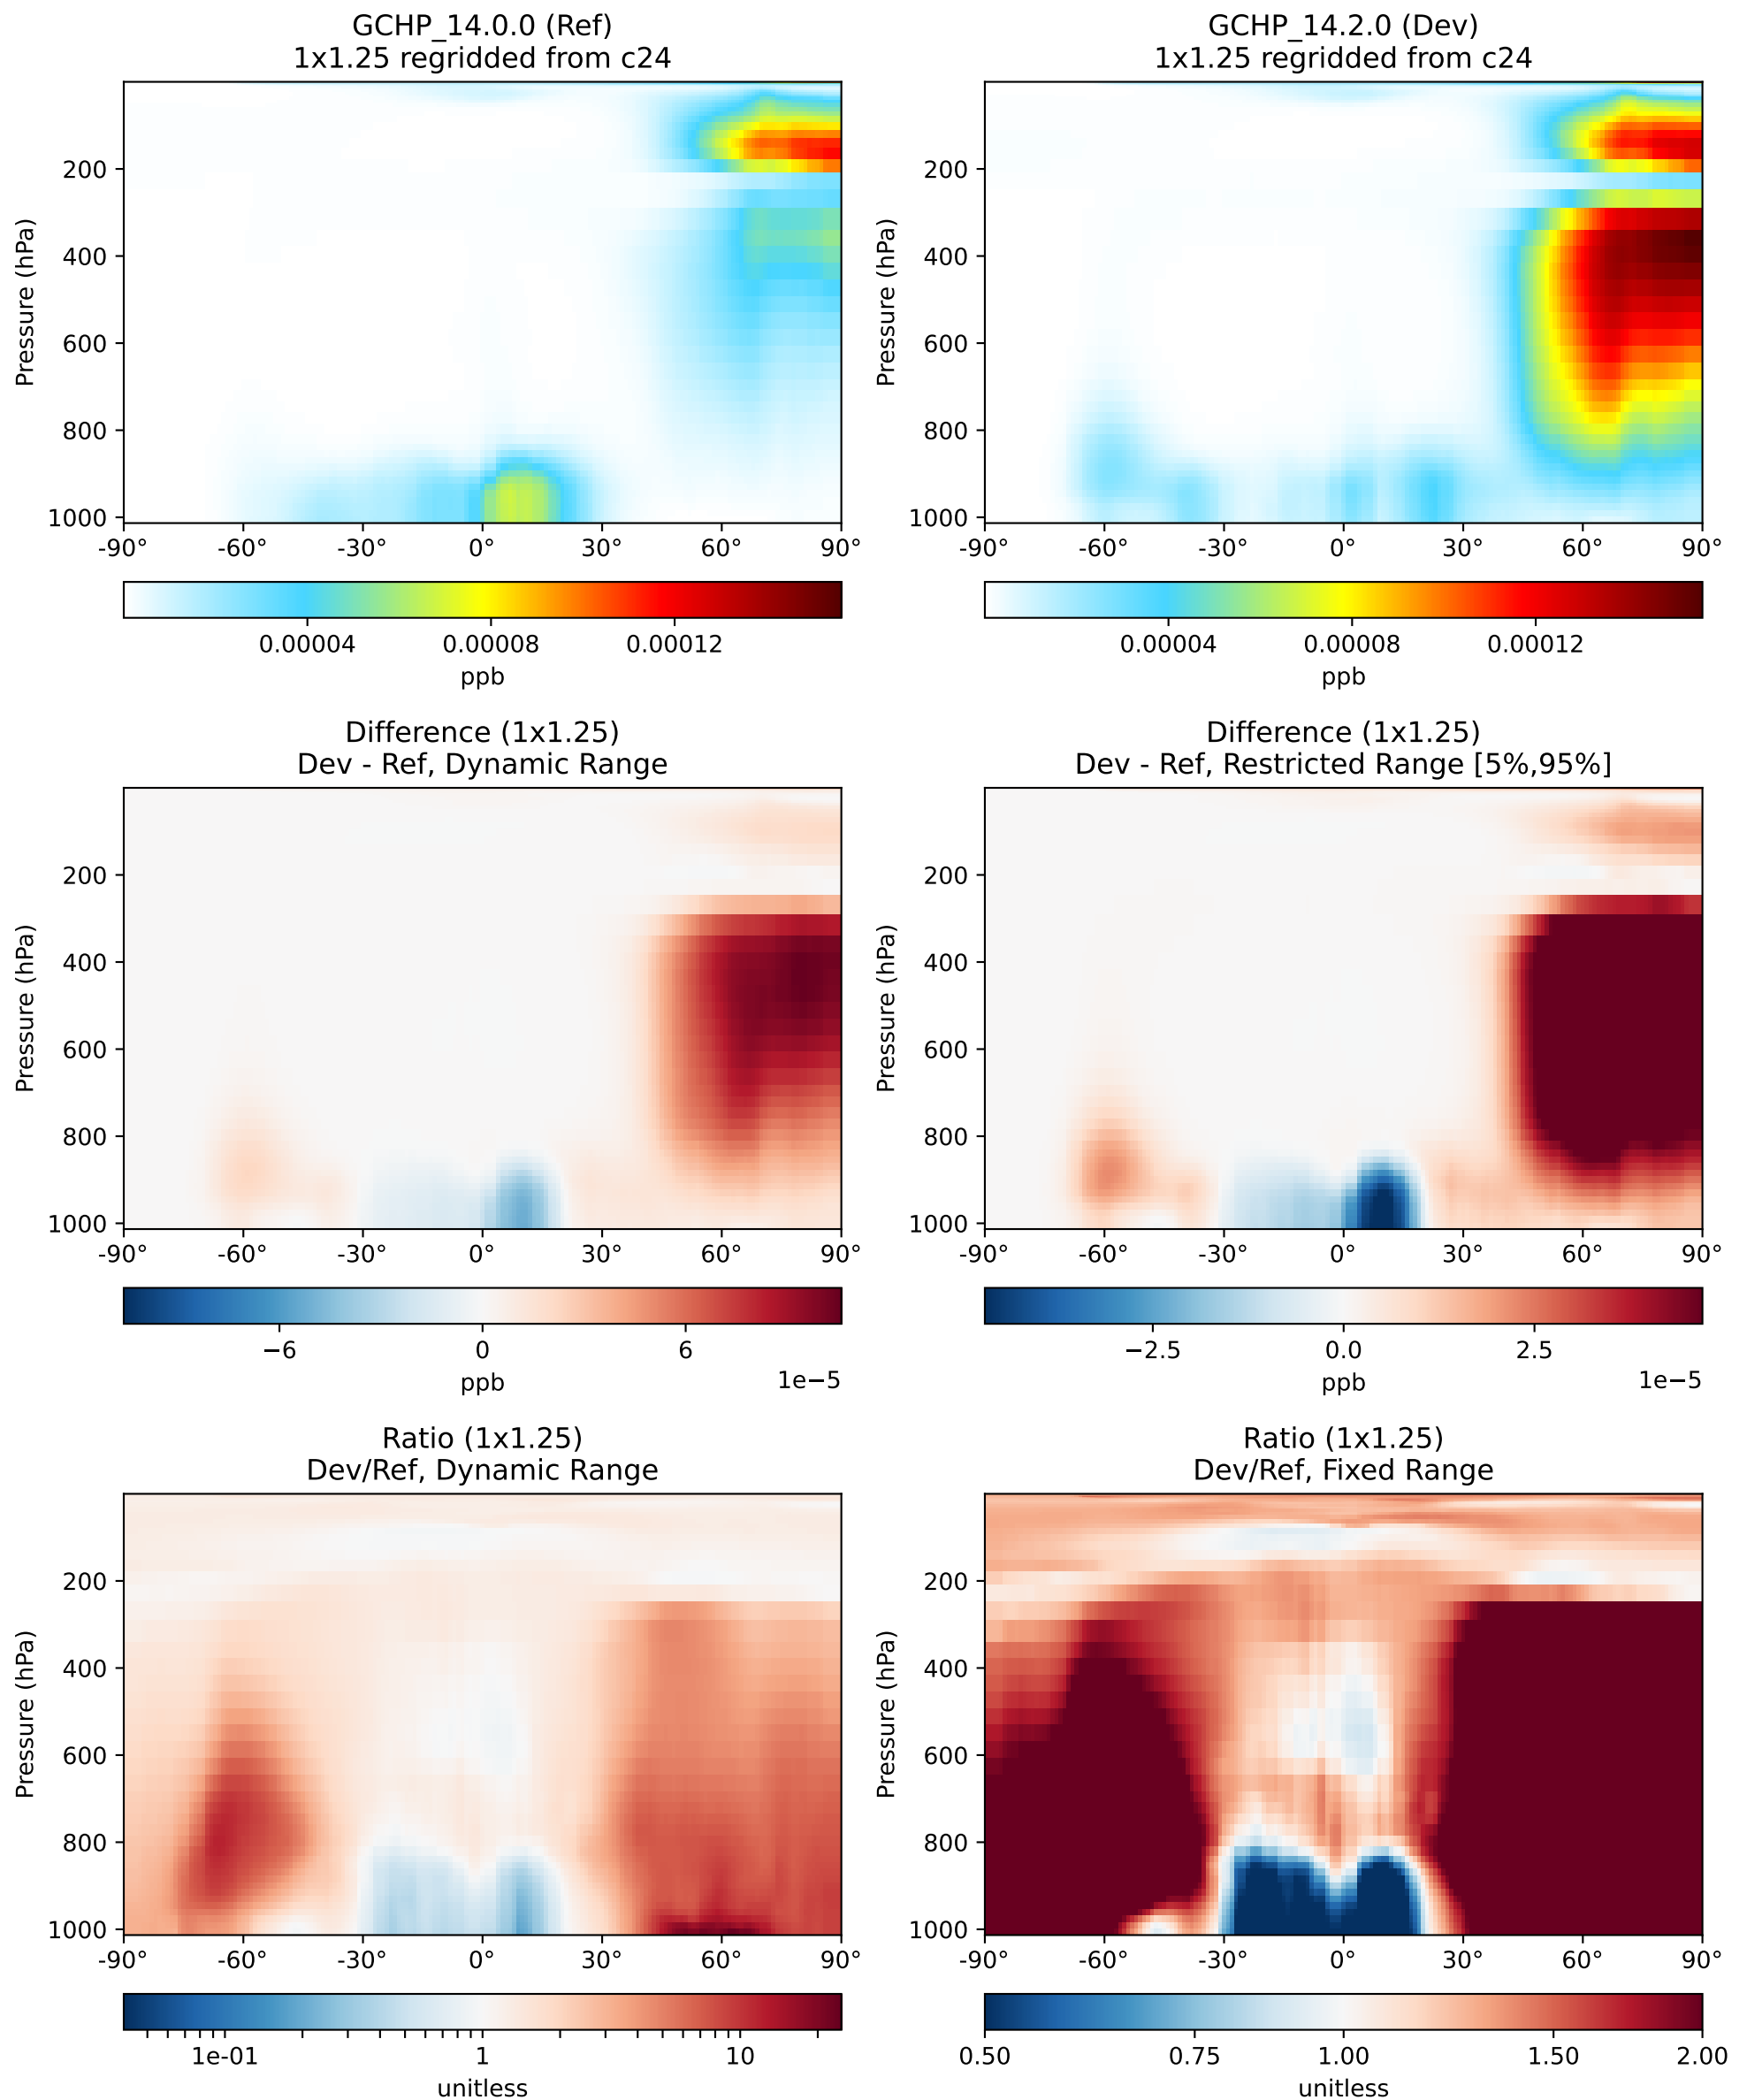 GCHP_14.0.0 (Ref)
1x1.25 regridded from c24
Pressure (hPa)
200
400
600
800
1000
-90° -60° -30° 0° 30° 60° 90°
0.00004 0.00008 0.00012
ppb
GCHP_14.2.0 (Dev)
1x1.25 regridded from c24
Pressure (hPa)
200
400
600
800
1000
-90° -60° -30° 0° 30° 60° 90°
0.00004 0.00008 0.00012
ppb
Difference (1x1.25)
Dev - Ref, Dynamic Range
Pressure (hPa)
200
400
600
800
1000
-90° -60° -30° 0° 30° 60° 90°
−6 0 6
ppb
1e−5
Difference (1x1.25)
Dev - Ref, Restricted Range [5%,95%]
Pressure (hPa)
200
400
600
800
1000
-90° -60° -30° 0° 30° 60° 90°
−2.5 0.0 2.5
ppb
1e−5
Ratio (1x1.25)
Dev/Ref, Dynamic Range
Pressure (hPa)
200
400
600
800
1000
-90° -60° -30° 0° 30° 60° 90°
1e-01 1 10
unitless
Ratio (1x1.25)
Dev/Ref, Fixed Range
Pressure (hPa)
200
400
600
800
1000
-90° -60° -30° 0° 30° 60° 90°
0.50 0.75 1.00 1.50 2.00
unitless